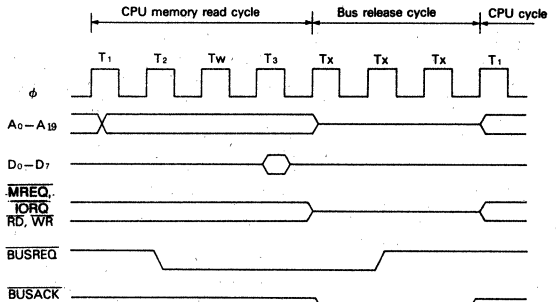 CPU memory read cycle Bus release cycle CPU cycle
T1 T2 TW T3 TX TX TX T1
φ
A0–A19
D0–D7
MREQ,
IORQ
RD, WR
BUSREQ
BUSACK